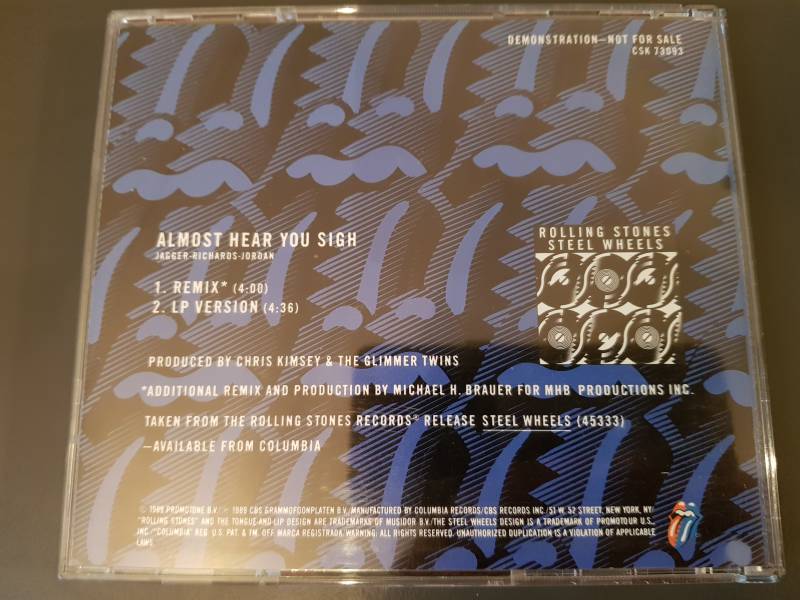 DEMONSTRATION—NOT FOR SALE
CSK 73093
ALMOST HEAR YOU SIGH
JAGGER-RICHARDS-JORDAN
1. REMIX* (4:00)
2. LP VERSION (4:36)
ROLLING STONES
STEEL WHEELS
PRODUCED BY CHRIS KIMSEY & THE GLIMMER TWINS
*ADDITIONAL REMIX AND PRODUCTION BY MICHAEL H. BRAUER FOR MHB PRODUCTIONS INC.
TAKEN FROM THE ROLLING STONES RECORDS® RELEASE STEEL WHEELS (45333)
—AVAILABLE FROM COLUMBIA
© 1989 PROMOTONE B.V./℗ 1989 CBS GRAMMOFOONPLATEN B.V./MANUFACTURED BY COLUMBIA RECORDS/CBS RECORDS INC./51 W. 52 STREET, NEW YORK, NY/
"ROLLING STONES" AND THE TONGUE-AND-LIP DESIGN ARE TRADEMARKS OF MUSIDOR B.V./THE STEEL WHEELS DESIGN IS A TRADEMARK OF PROMOTOUR U.S.,
INC./"COLUMBIA" REG. U.S. PAT. & TM. OFF. MARCA REGISTRADA. WARNING: ALL RIGHTS RESERVED. UNAUTHORIZED DUPLICATION IS A VIOLATION OF APPLICABLE
LAWS.